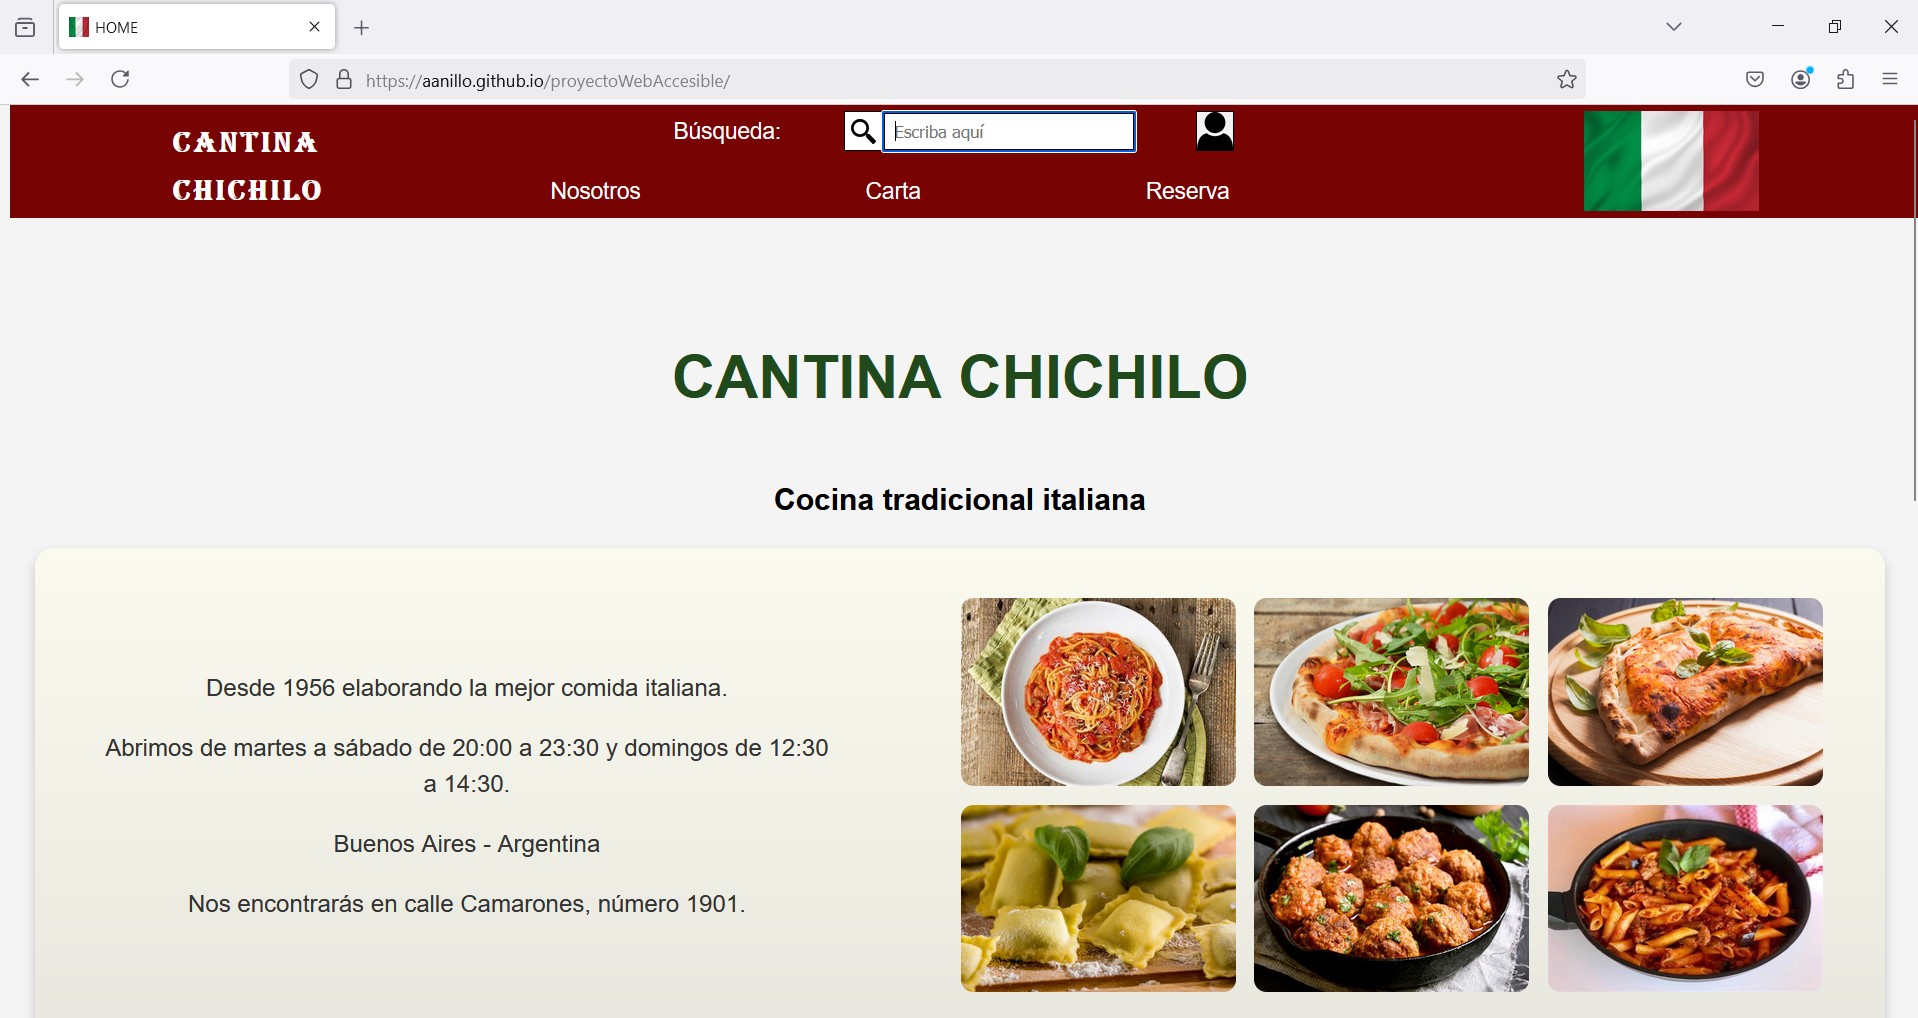 HOME
https://aanillo.github.io/proyectoWebAccesible/
CANTINA
CHICHILO
Búsqueda:
Escriba aquí
Nosotros
Carta
Reserva
CANTINA CHICHILO
Cocina tradicional italiana
Desde 1956 elaborando la mejor comida italiana.
Abrimos de martes a sábado de 20:00 a 23:30 y domingos de 12:30
a 14:30.
Buenos Aires - Argentina
Nos encontrarás en calle Camarones, número 1901.